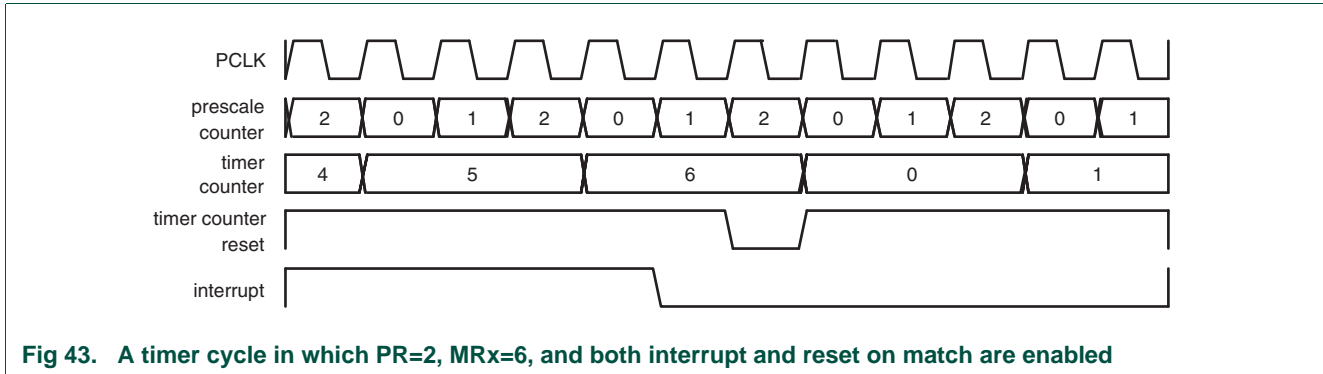 PCLK
prescale
counter
2 0 1 2 0 1 2 0 1 2 0 1
timer
counter
4 5 6 0 1
timer counter
reset
interrupt
Fig 43. A timer cycle in which PR=2, MRx=6, and both interrupt and reset on match are enabled